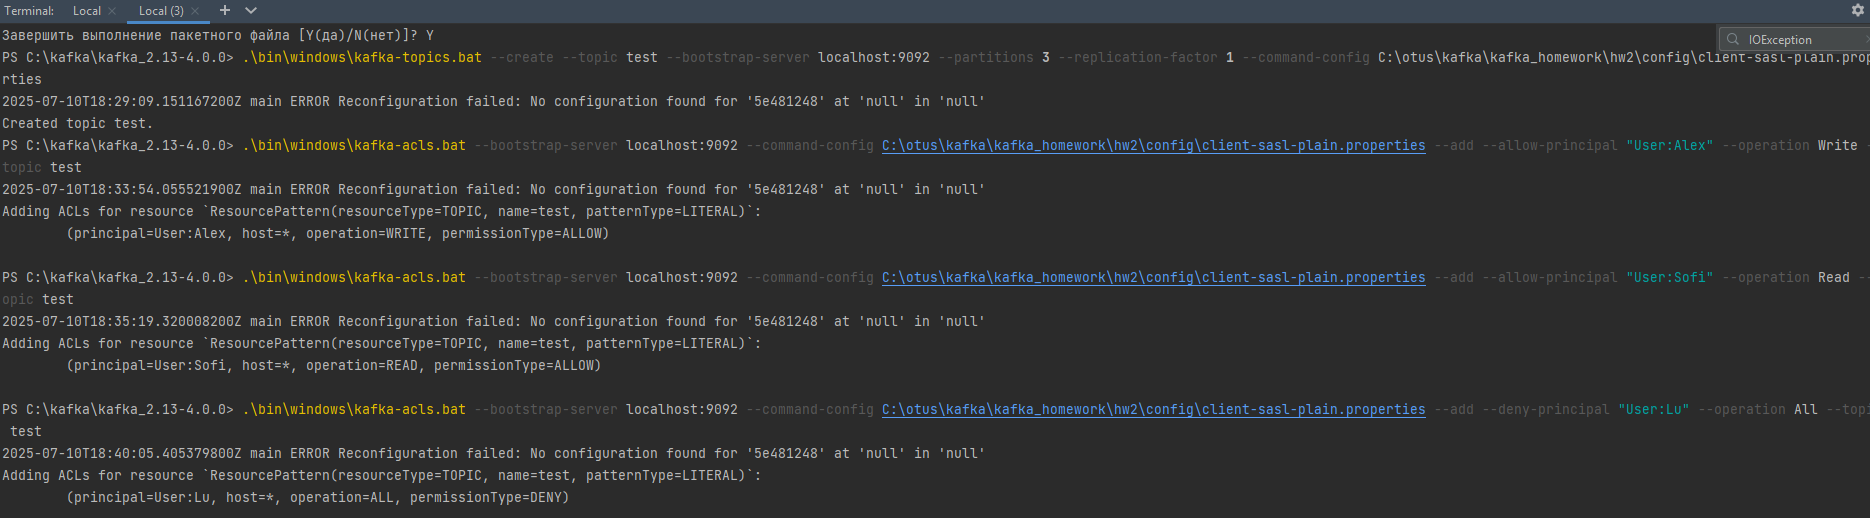 Terminal: Local Local (3)
Завершить выполнение пакетного файла [Y(да)/N(нет)]? Y
IOException
PS C:\kafka\kafka_2.13-4.0.0> .\bin\windows\kafka-topics.bat --create --topic test --bootstrap-server localhost:9092 --partitions 3 --replication-factor 1 --command-config C:\otus\kafka\kafka_homework\hw2\config\client-sasl-plain.prope
rties
2025-07-10T18:29:09.151167200Z main ERROR Reconfiguration failed: No configuration found for '5e481248' at 'null' in 'null'
Created topic test.
PS C:\kafka\kafka_2.13-4.0.0> .\bin\windows\kafka-acls.bat --bootstrap-server localhost:9092 --command-config C:\otus\kafka\kafka_homework\hw2\config\client-sasl-plain.properties --add --allow-principal "User:Alex" --operation Write -
topic test
2025-07-10T18:33:54.055521900Z main ERROR Reconfiguration failed: No configuration found for '5e481248' at 'null' in 'null'
Adding ACLs for resource `ResourcePattern(resourceType=TOPIC, name=test, patternType=LITERAL)`:
(principal=User:Alex, host=*, operation=WRITE, permissionType=ALLOW)
PS C:\kafka\kafka_2.13-4.0.0> .\bin\windows\kafka-acls.bat --bootstrap-server localhost:9092 --command-config C:\otus\kafka\kafka_homework\hw2\config\client-sasl-plain.properties --add --allow-principal "User:Sofi" --operation Read --
opic test
2025-07-10T18:35:19.320008200Z main ERROR Reconfiguration failed: No configuration found for '5e481248' at 'null' in 'null'
Adding ACLs for resource `ResourcePattern(resourceType=TOPIC, name=test, patternType=LITERAL)`:
(principal=User:Sofi, host=*, operation=READ, permissionType=ALLOW)
PS C:\kafka\kafka_2.13-4.0.0> .\bin\windows\kafka-acls.bat --bootstrap-server localhost:9092 --command-config C:\otus\kafka\kafka_homework\hw2\config\client-sasl-plain.properties --add --deny-principal "User:Lu" --operation All --topi
test
2025-07-10T18:40:05.405379800Z main ERROR Reconfiguration failed: No configuration found for '5e481248' at 'null' in 'null'
Adding ACLs for resource `ResourcePattern(resourceType=TOPIC, name=test, patternType=LITERAL)`:
(principal=User:Lu, host=*, operation=ALL, permissionType=DENY)